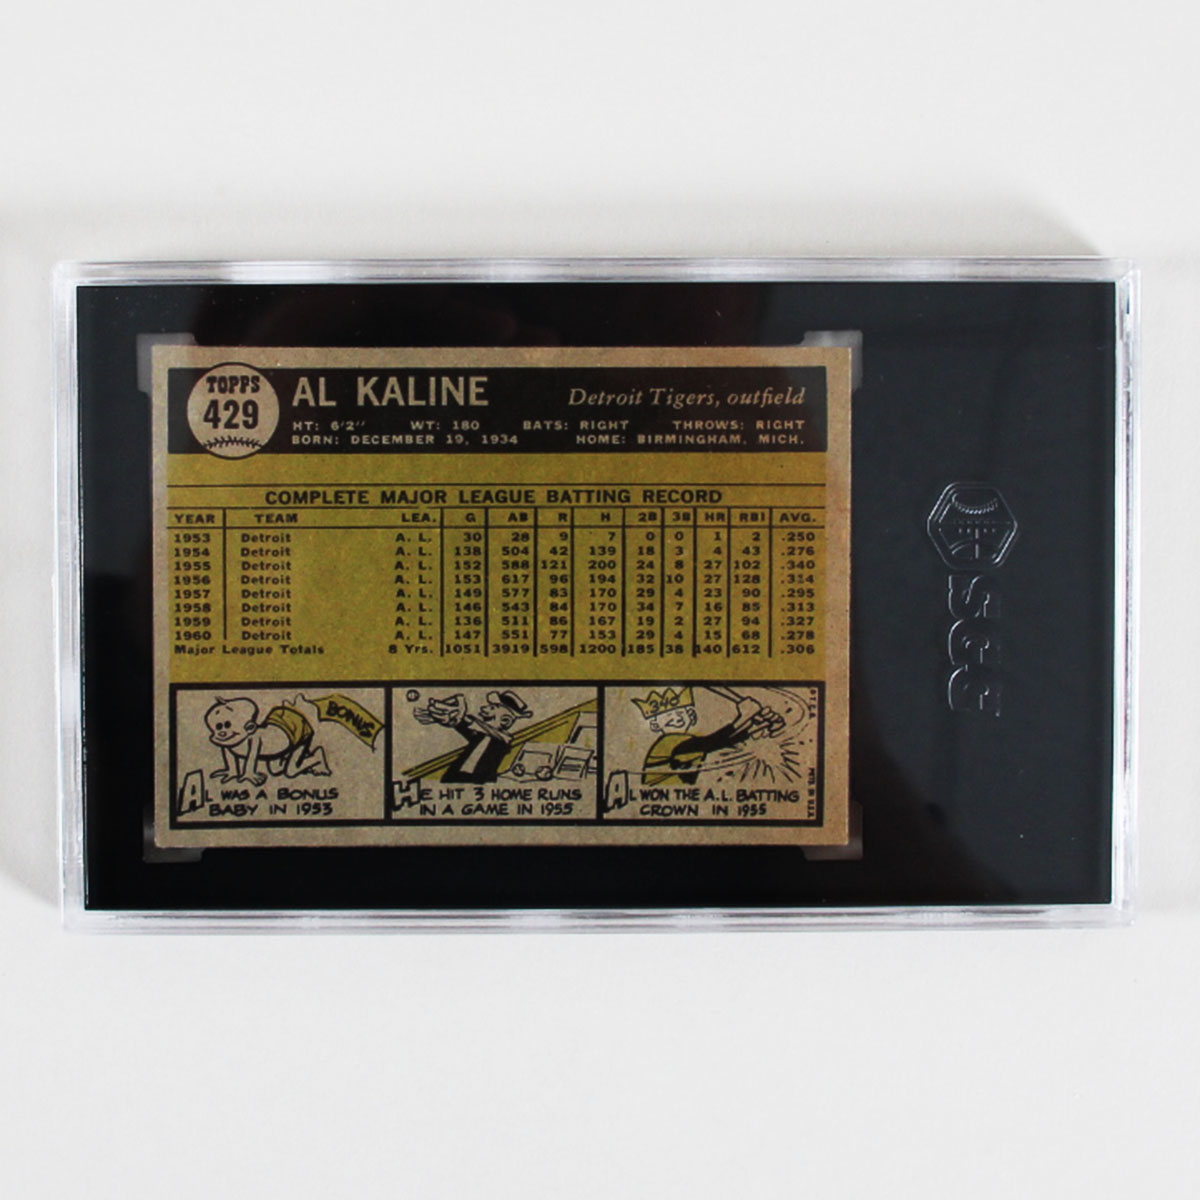 TOPPS
429
AL KALINE
Detroit Tigers, outfield
HT: 6'2" WT: 180 BATS: RIGHT THROWS: RIGHT
BORN: DECEMBER 19, 1934 HOME: BIRMINGHAM, MICH.
COMPLETE MAJOR LEAGUE BATTING RECORD
YEAR TEAM LEA. G AB R H 2B 3B HR RBI AVG.
1953 Detroit A. L. 30 28 9 7 0 0 1 2 .250
1954 Detroit A. L. 138 504 42 139 18 3 4 43 .276
1955 Detroit A. L. 152 588 121 200 24 8 27 102 .340
1956 Detroit A. L. 153 617 96 194 32 10 27 128 .314
1957 Detroit A. L. 149 577 83 170 29 4 23 90 .295
1958 Detroit A. L. 146 543 84 170 34 7 16 85 .313
1959 Detroit A. L. 136 511 86 167 19 2 27 94 .327
1960 Detroit A. L. 147 551 77 153 29 4 15 68 .278
Major League Totals 8 Yrs. 1051 3919 598 1200 185 38 140 612 .306
BONUS
AL WAS A BONUS
BABY IN 1953
HE HIT 3 HOME RUNS
IN A GAME IN 1955
.340
AL WON THE A.L. BATTING
CROWN IN 1955
©T.C.G. PRTD. IN U.S.A.
SGC